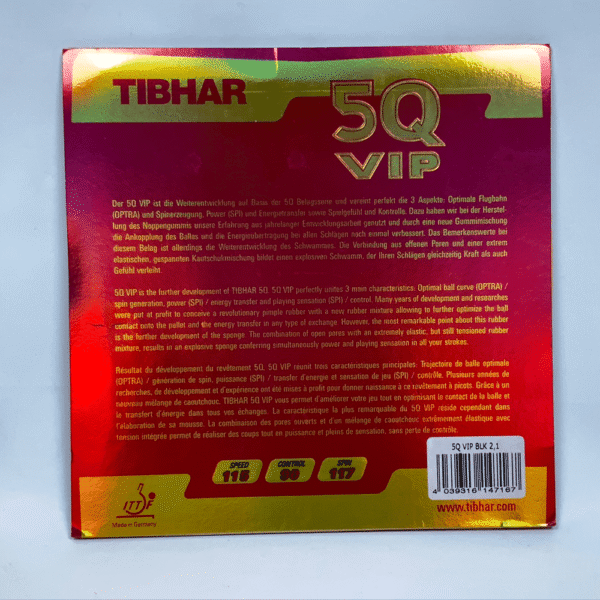 TIBHAR
5Q
VIP
Der 5Q VIP ist die Weiterentwicklung auf Basis der 5Q Belagszene und vereint perfekt die 3 Aspekte: Optimale Flugbahn
(OPTRA) und Spinerzeugung, Power (SPI) und Energietransfer sowie Spielgefühl und Kontrolle. Dazu haben wir bei der Herstel-
lung des Noppengummis unsere Erfahrung aus jahrelanger Entwicklungsarbeit genutzt und durch eine neue Gummimischung
die Ankopplung des Balles und die Energieübertragung bei allen Schlägen noch einmal verbessert. Das Bemerkenswerte bei
diesem Belag ist allerdings die Weiterentwicklung des Schwammes. Die Verbindung aus offenen Poren und einer extrem
elastischen, gespannten Kautschukmischung bildet einen explosiven Schwamm, der Ihren Schlägen gleichzeitig Kraft als auch
Gefühl verleiht.
5Q VIP is the further development of TIBHAR 5Q. 5Q VIP perfectly unites 3 main characteristics: Optimal ball curve (OPTRA) /
spin generation, power (SPI) / energy transfer and playing sensation (SPI) / control. Many years of development and researches
were put at profit to conceive a revolutionary pimple rubber with a new rubber mixture allowing to further optimize the ball
contact onto the pallet and the energy transfer in any type of exchange. However, the most remarkable point about this rubber
is the further development of the sponge. The combination of open pores with an extremely plastic, but still tensioned rubber
mixture, results in an explosive sponge conferring simultaneously power and playing sensation in all your strokes.
Résultat du développement du revêtement 5Q, 5Q VIP réunit trois caractéristiques principales: Trajectoire de balle optimale
(OPTRA) / génération de spin, puissance (SPI) / transfer d'énergie et sensation de jeu (SPI) / contrôle. Plusieurs années de
recherches, de développement et d'expérience ont été mises à profit pour donner naissance à ce revêtement à picots. Grâce à un
nouveau mélange de caoutchouc, TIBHAR 5Q VIP vous permet d'améliorer votre jeu tout en optimisant le contact de la balle et
le transfert d'énergie dans tous vos échanges. La caractéristique la plus remarquable du 5Q VIP réside cependant dans
l'élaboration de sa mousse. La combinaison des pores ouverts et d'un mélange de caoutchouc extrêmement élastique avec
tension intégrée permet de réaliser des coups tout en puissance et pleins de sensation, sans perte de contrôle.
5Q VIP BLK 2,1
SPEED CONTROL SPIN
115 117
4 039316 147167
ITTF
Made in Germany
www.tibhar.com